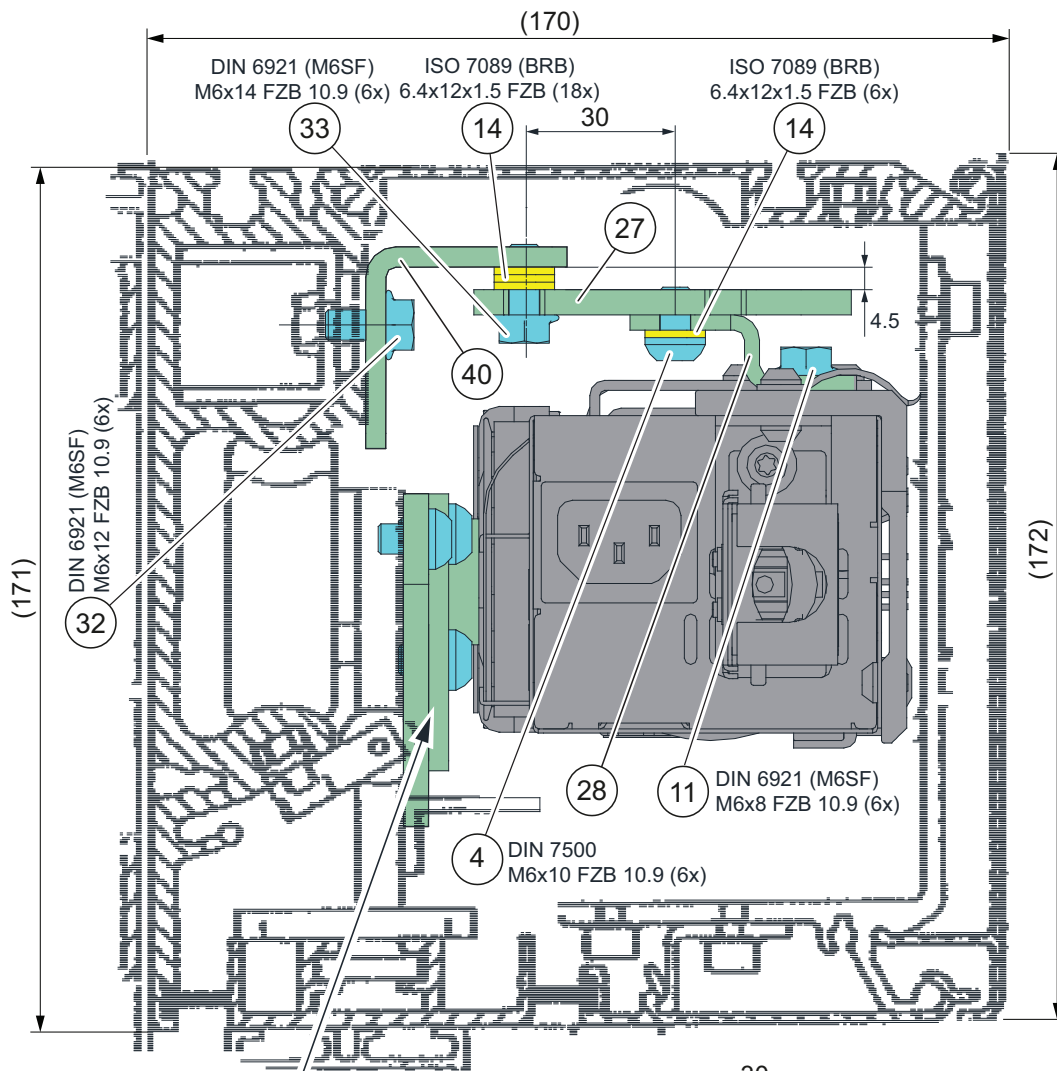 (170)
DIN 6921 (M6SF)
M6x14 FZB 10.9 (6x)
ISO 7089 (BRB)
6.4x12x1.5 FZB (18x)
ISO 7089 (BRB)
6.4x12x1.5 FZB (6x)
33
14
30
14
27
4.5
40
DIN 6921 (M6SF)
M6x12 FZB 10.9 (6x)
32
(171)
(172)
28
11
DIN 6921 (M6SF)
M6x8 FZB 10.9 (6x)
4
DIN 7500
M6x10 FZB 10.9 (6x)